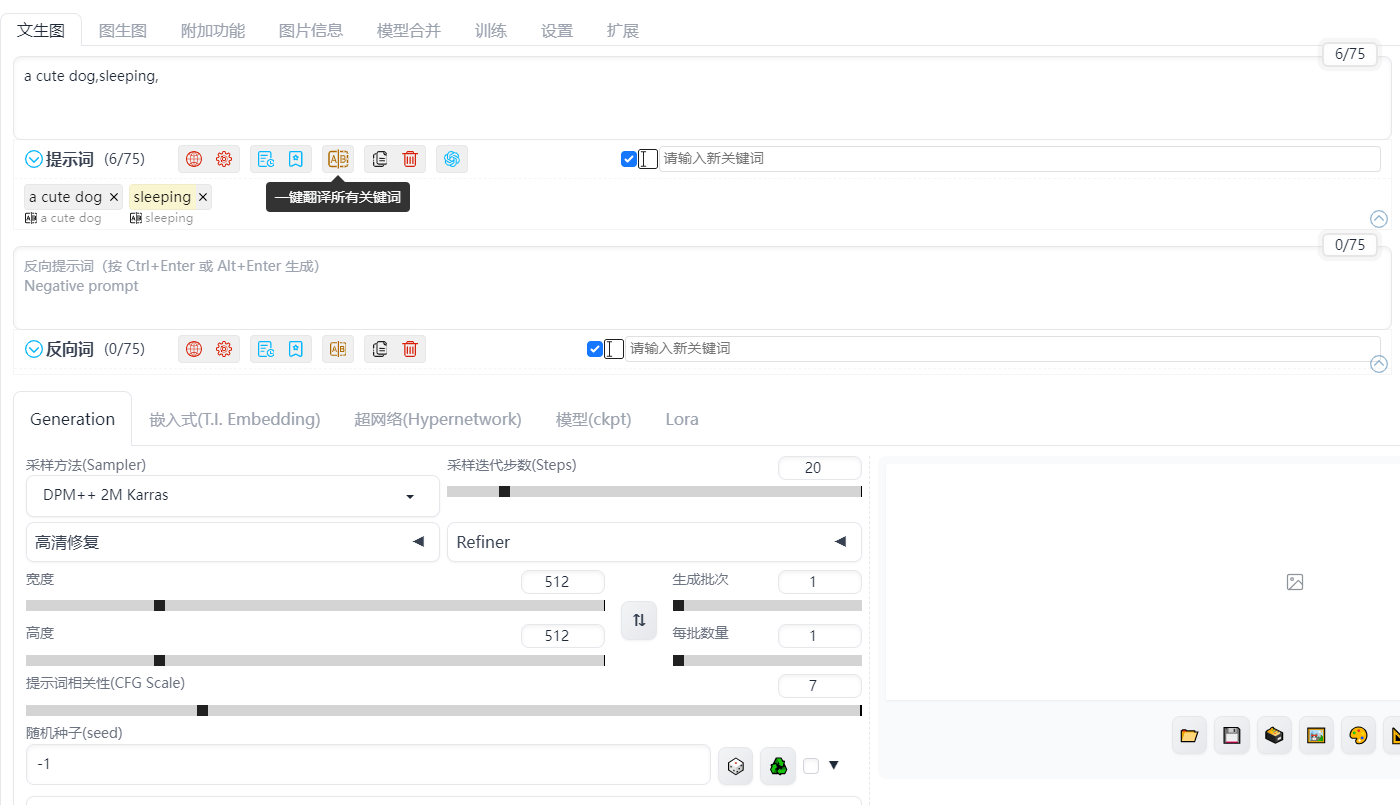 文生图 图生图 附加功能 图片信息 模型合并 训练 设置 扩展
6/75
a cute dog,sleeping,
提示词 (6/75) 请输入新关键词
a cute dog × sleeping × 一键翻译所有关键词
a cute dog sleeping
0/75
反向提示词（按 Ctrl+Enter 或 Alt+Enter 生成）
Negative prompt
反向词 (0/75) 请输入新关键词
Generation 嵌入式(T.I. Embedding) 超网络(Hypernetwork) 模型(ckpt) Lora
采样方法(Sampler) 采样迭代步数(Steps) 20
DPM++ 2M Karras
高清修复 Refiner
宽度 512 生成批次 1
高度 512 每批数量 1
提示词相关性(CFG Scale) 7
随机种子(seed)
-1